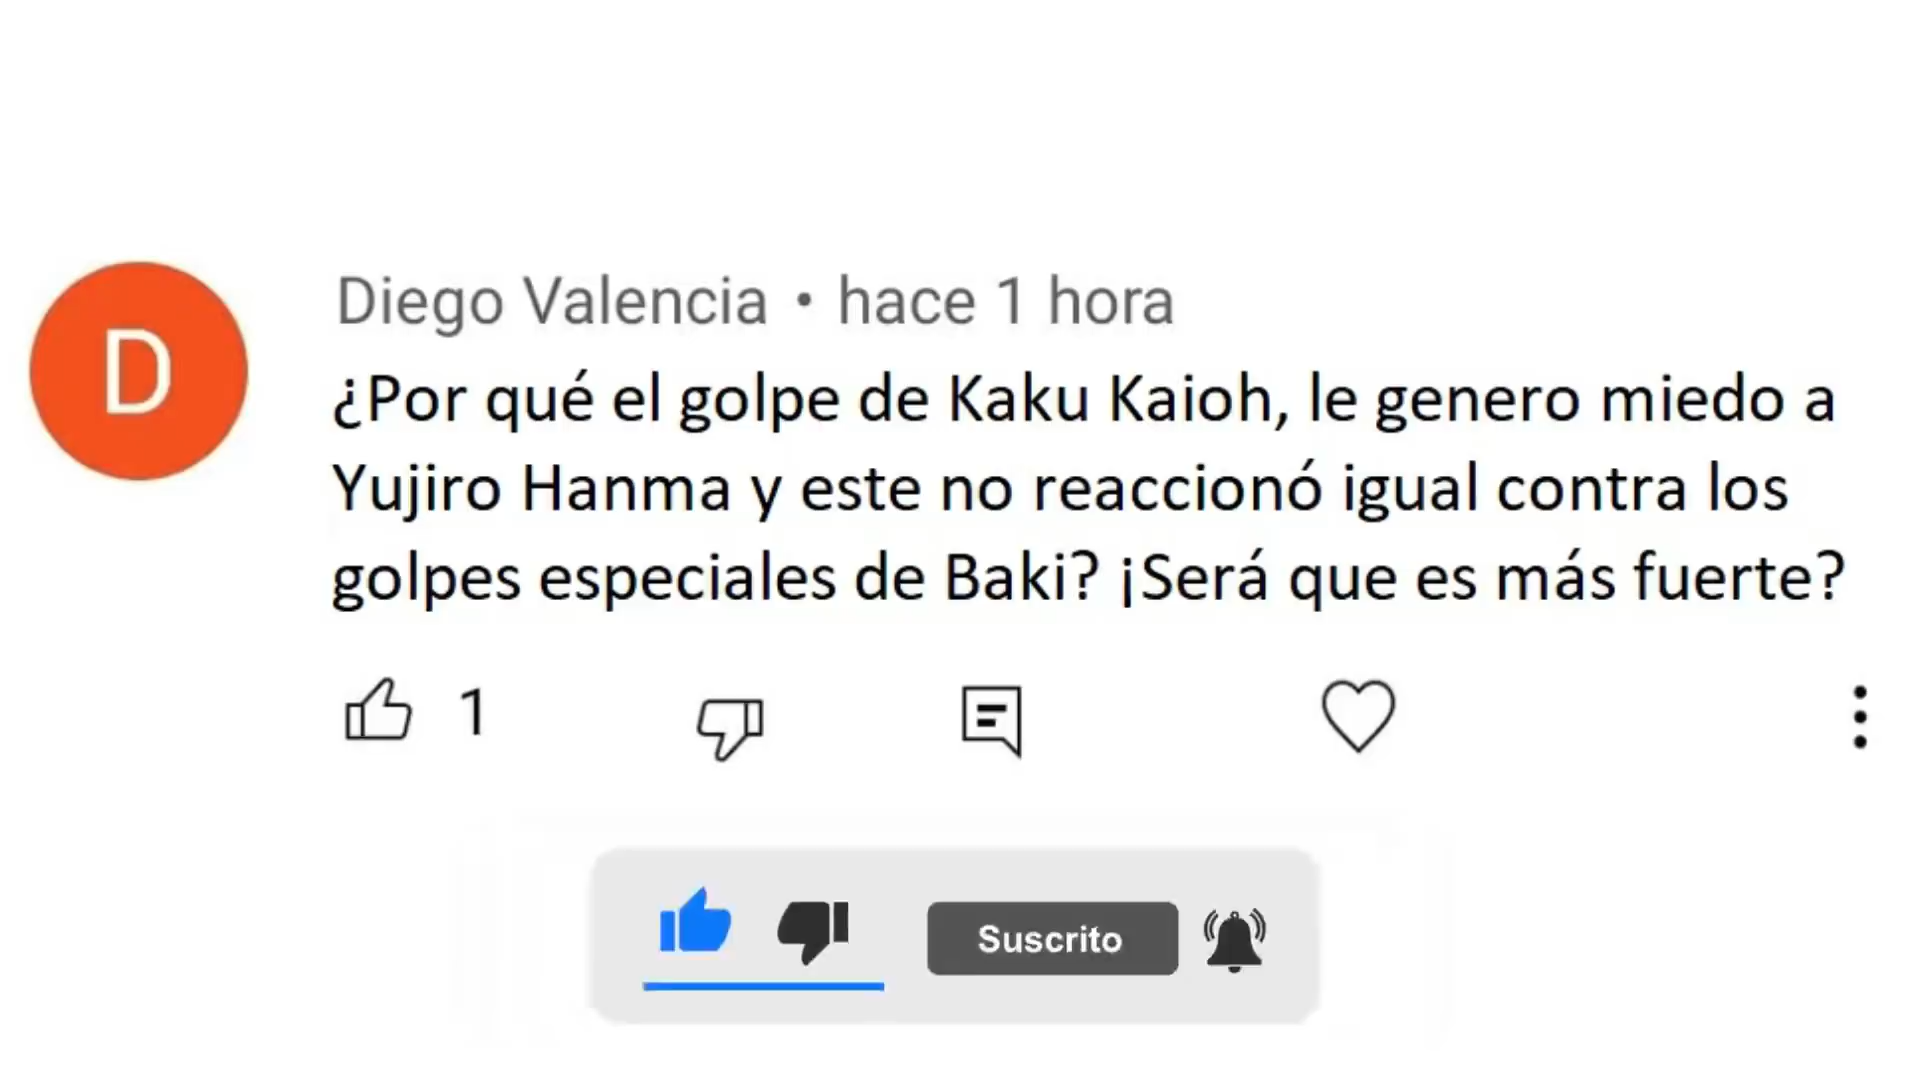 D
Diego Valencia • hace 1 hora
¿Por qué el golpe de Kaku Kaioh, le genero miedo a
Yujiro Hanma y este no reaccionó igual contra los
golpes especiales de Baki? ¡Será que es más fuerte?
1
Suscrito